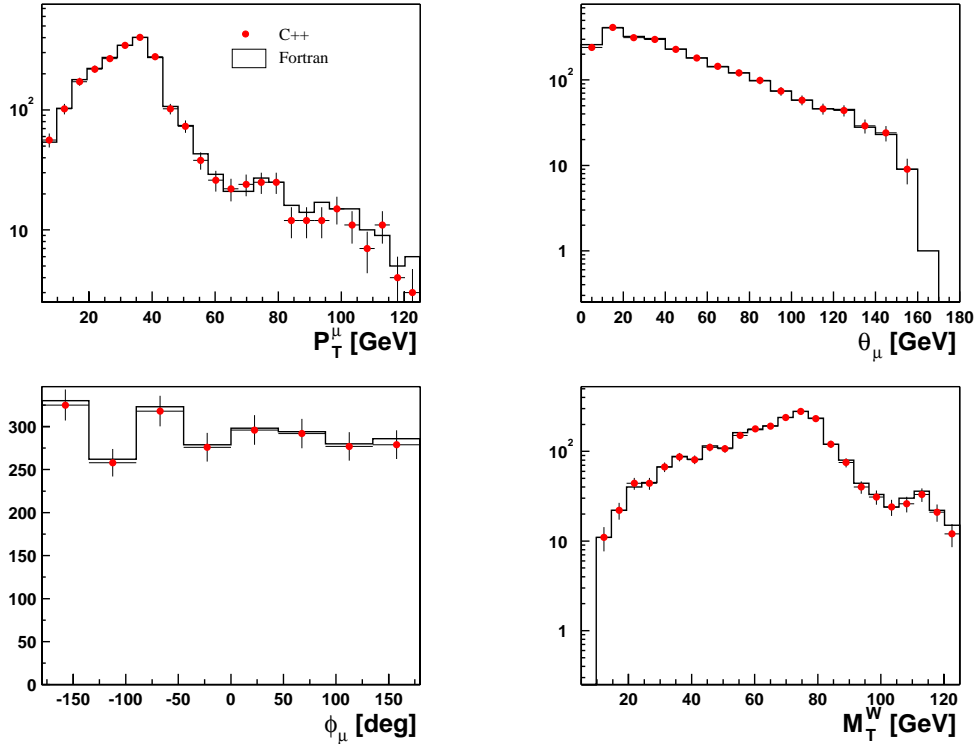 C++
Fortran
10²
10
20 40 60 80 100 120
P_T^μ [GeV]
10²
10
1
0 20 40 60 80 100 120 140 160 180
θ_μ [GeV]
300
250
200
150
100
50
0
-150 -100 -50 0 50 100 150
ϕ_μ [deg]
10²
10
1
20 40 60 80 100 120
M_T^W [GeV]